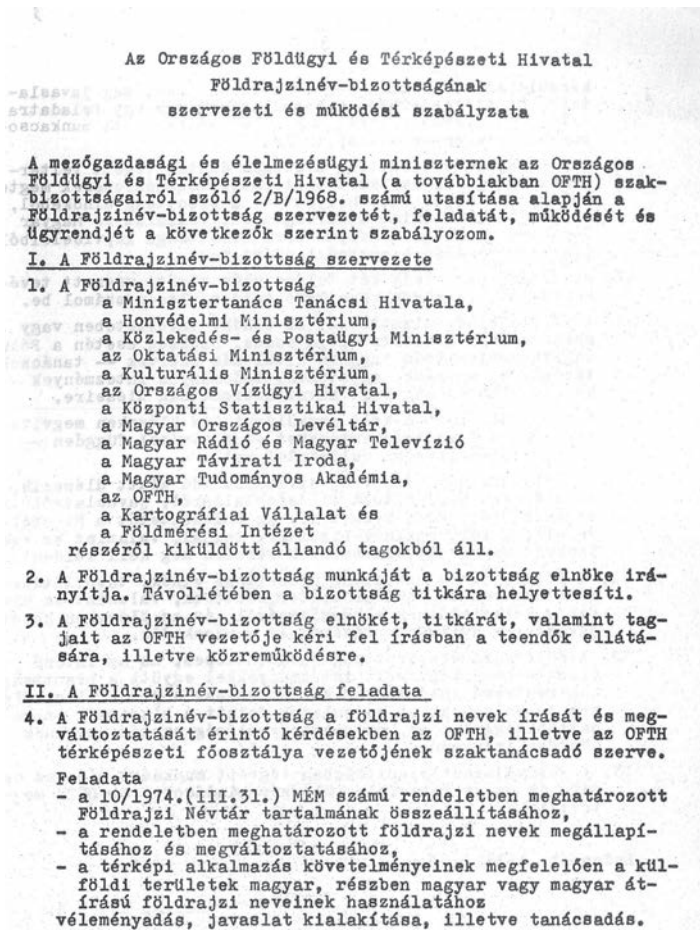 Az Országos Földügyi és Térképészeti Hivatal
Földrajzinév-bizottságának
szervezeti és működési szabályzata
A mezőgazdasági és élelmezésügyi miniszternek az Országos
Földügyi és Térképészeti Hivatal (a továbbiakban OFTH) szak-
bizottságairól szóló 2/B/1968. számú utasítása alapján a
Földrajzinév-bizottság szervezetét, feladatát, működését és
ügyrendjét a következők szerint szabályozom.
I. A Földrajzinév-bizottság szervezete
1. A Földrajzinév-bizottság
a Minisztertanács Tanácsi Hivatala,
a Honvédelmi Minisztérium,
a Közlekedés- és Postaügyi Minisztérium,
az Oktatási Minisztérium,
a Kulturális Minisztérium,
az Országos Vízügyi Hivatal,
a Központi Statisztikai Hivatal,
a Magyar Országos Levéltár,
a Magyar Rádió és Magyar Televízió
a Magyar Távirati Iroda,
a Magyar Tudományos Akadémia,
az OFTH,
a Kartográfiai Vállalat és
a Földmérési Intézet
részéről kiküldött állandó tagokból áll.
2. A Földrajzinév-bizottság munkáját a bizottság elnöke irá-
nyítja. Távollétében a bizottság titkára helyettesíti.
3. A Földrajzinév-bizottság elnökét, titkárát, valamint tag-
jait az OFTH vezetője kéri fel írásban a teendők ellátá-
sára, illetve közreműködésre.
II. A Földrajzinév-bizottság feladata
4. A Földrajzinév-bizottság a földrajzi nevek írását és meg-
változtatását érintő kérdésekben az OFTH, illetve az OFTH
térképészeti főosztálya vezetőjének szaktanácsadó szerve.
Feladata
- a 10/1974.(III.31.) MÉM számú rendeletben meghatározott
Földrajzi Névtár tartalmának összeállításához,
- a rendeletben meghatározott földrajzi nevek megállapí-
tásához és megváltoztatásához,
- a térképi alkalmazás követelményeinek megfelelően a kül-
földi területek magyar, részben magyar vagy magyar át-
írású földrajzi neveinek használatához
véleményadás, javaslat kialakítása, illetve tanácsadás.